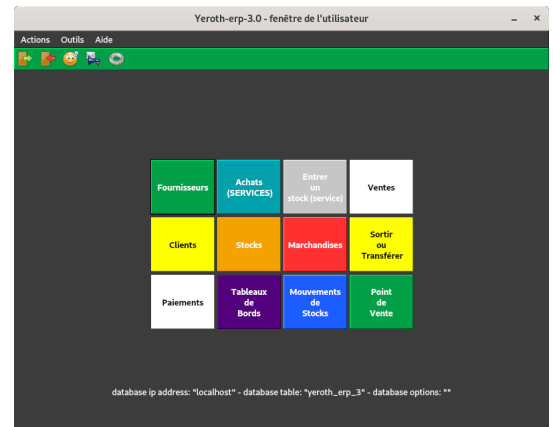 Yeroth-erp-3.0 - fenêtre de l'utilisateur
Actions Outils Aide
Fournisseurs
Achats
(SERVICES)
Entrer
un
stock (service)
Ventes
Clients
Stocks
Marchandises
Sortir
ou
Transférer
Paiements
Tableaux
de
Bords
Mouvements
de
Stocks
Point
de
Vente
database ip address: "localhost" - database table: "yeroth_erp_3" - database options: ""